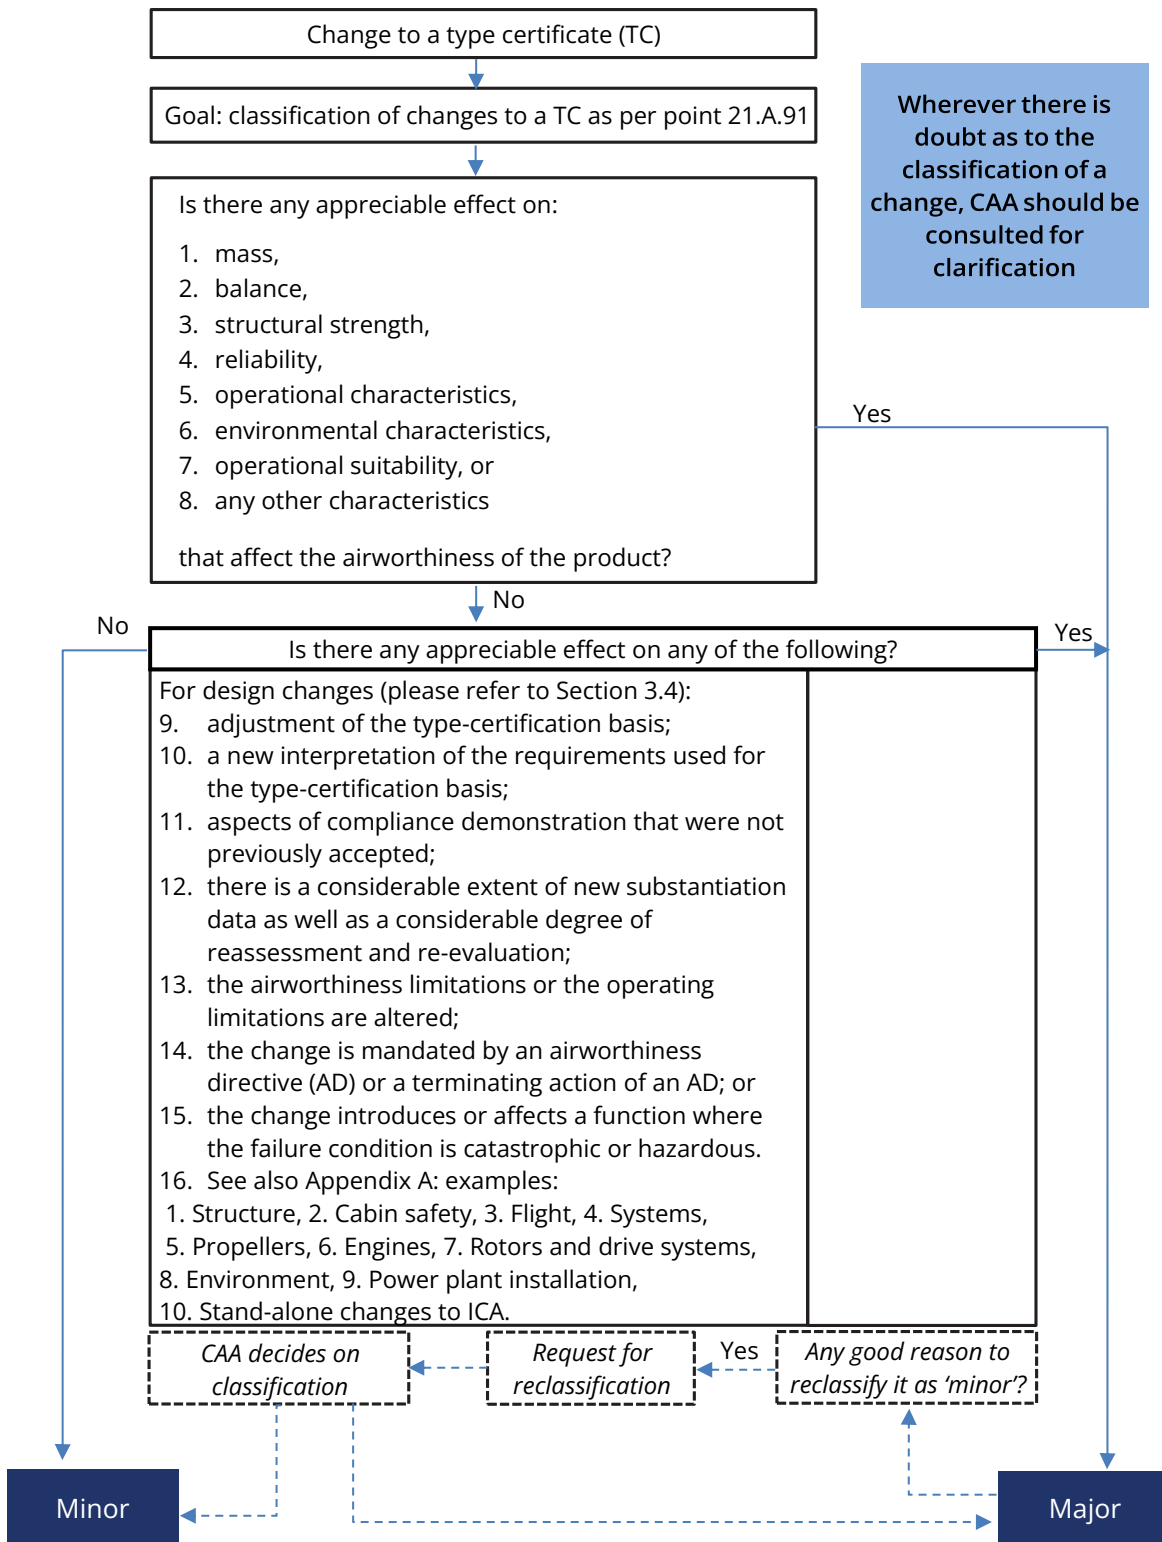 Change to a type certificate (TC)
Goal: classification of changes to a TC as per point 21.A.91
Wherever there is
doubt as to the
classification of a
change, CAA should be
consulted for
clarification
Is there any appreciable effect on:
1. mass,
2. balance,
3. structural strength,
4. reliability,
5. operational characteristics,
6. environmental characteristics,
7. operational suitability, or
8. any other characteristics
that affect the airworthiness of the product?
Yes
No
No
Yes
Is there any appreciable effect on any of the following?
For design changes (please refer to Section 3.4):
9. adjustment of the type-certification basis;
10. a new interpretation of the requirements used for
the type-certification basis;
11. aspects of compliance demonstration that were not
previously accepted;
12. there is a considerable extent of new substantiation
data as well as a considerable degree of
reassessment and re-evaluation;
13. the airworthiness limitations or the operating
limitations are altered;
14. the change is mandated by an airworthiness
directive (AD) or a terminating action of an AD; or
15. the change introduces or affects a function where
the failure condition is catastrophic or hazardous.
16. See also Appendix A: examples:
1. Structure, 2. Cabin safety, 3. Flight, 4. Systems,
5. Propellers, 6. Engines, 7. Rotors and drive systems,
8. Environment, 9. Power plant installation,
10. Stand-alone changes to ICA.
CAA decides on
classification
Request for
reclassification
Yes
Any good reason to
reclassify it as ‘minor’?
Minor
Major